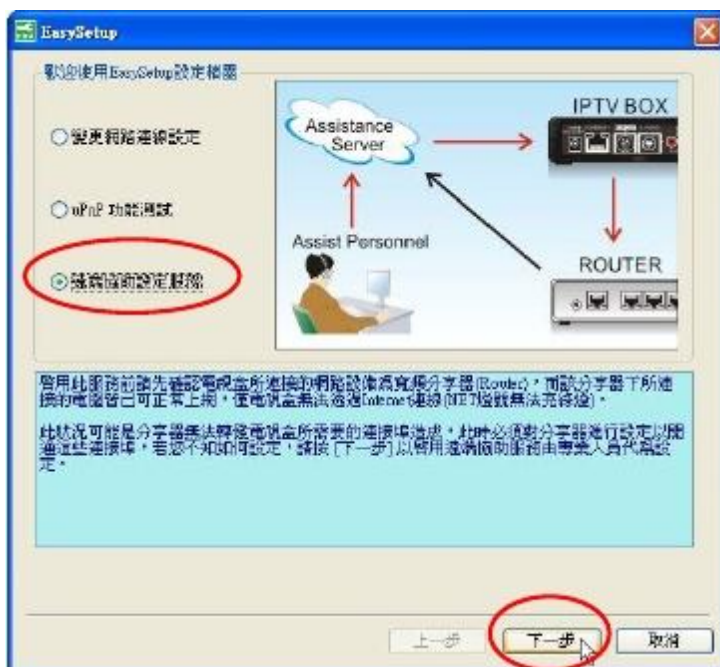 EasySetup
歡迎使用EasySetup設定精靈
變更網路連線設定
uPnP 功能測試
遠端協助設定服務
Assistance
Server
IPTV BOX
Assist Personnel
ROUTER
啓用此服務前請先確認電視盒所連接的網路設備爲寬頻分享器(Router),而該分享器下所連
接的電腦皆已可正常上網,僅電視盒無法透過Internet連線(NET燈號無法亮綠燈)。
此狀況可能是分享器無法轉發電視盒所需要的連接埠造成,此時必須對分享器進行設定以開
通這些連接埠,若您不知如何設定,請按 [下一步] 以啓用遠端協助服務由專業人員代爲設
定。
上一步
下一步
取消